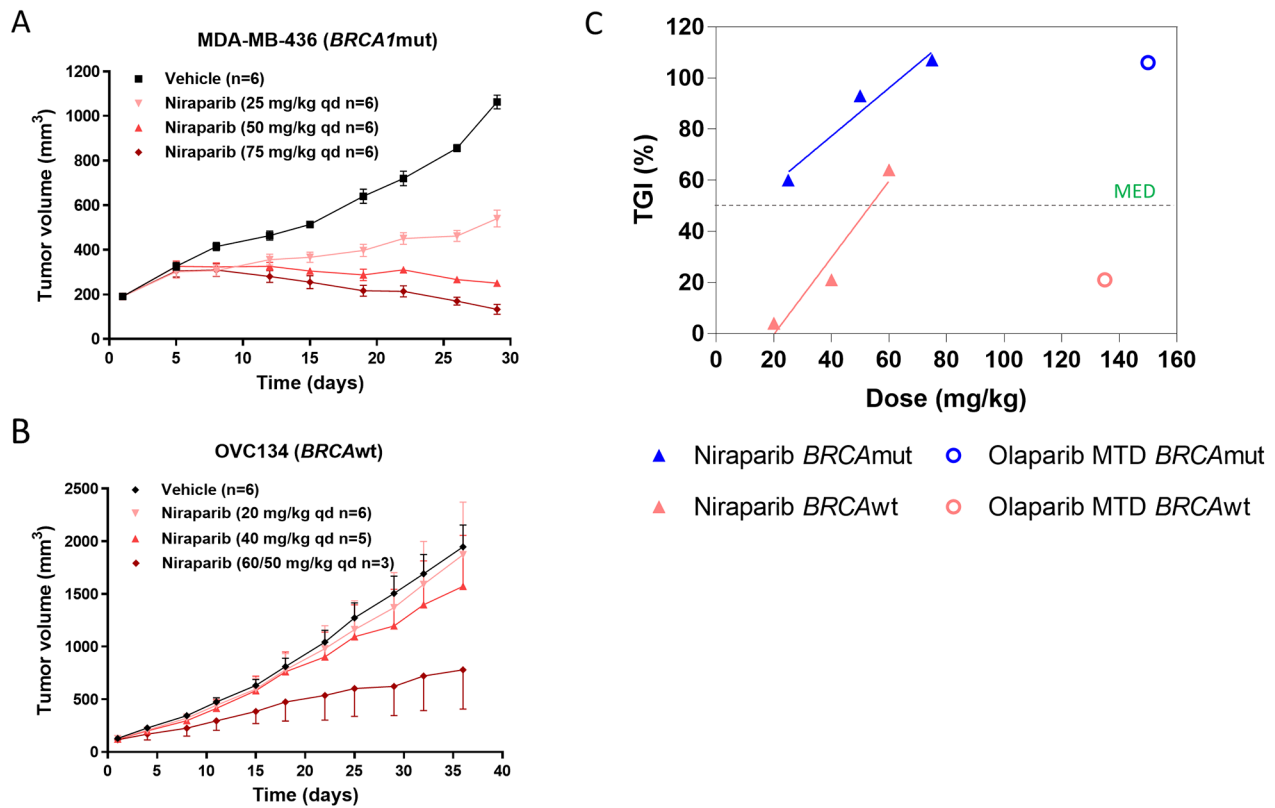 A
MDA-MB-436 (BRCA1mut)
Vehicle (n=6)
Niraparib (25 mg/kg qd n=6)
Niraparib (50 mg/kg qd n=6)
Niraparib (75 mg/kg qd n=6)
Tumor volume (mm³)
1200
1000
800
600
400
200
0
0 5 10 15 20 25 30
Time (days)
B
OVC134 (BRCAwt)
Vehicle (n=6)
Niraparib (20 mg/kg qd n=6)
Niraparib (40 mg/kg qd n=5)
Niraparib (60/50 mg/kg qd n=3)
Tumor volume (mm³)
2500
2000
1500
1000
500
0
0 5 10 15 20 25 30 35 40
Time (days)
C
TGI (%)
120
100
80
60
40
20
0
MED
0 20 40 60 80 100 120 140 160
Dose (mg/kg)
Niraparib BRCAmut
Olaparib MTD BRCAmut
Niraparib BRCAwt
Olaparib MTD BRCAwt